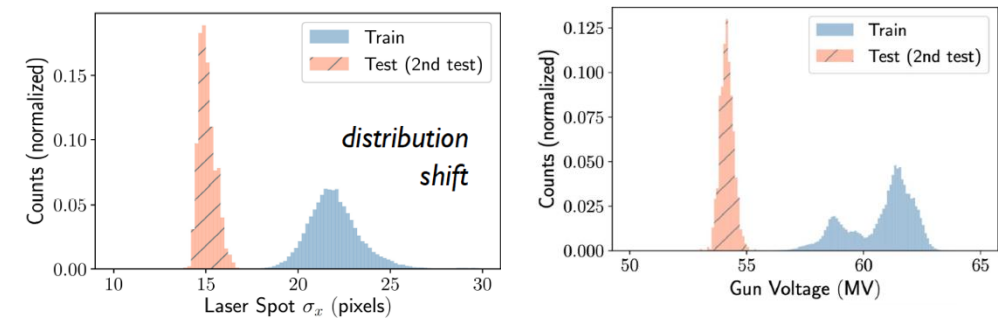 Train
Test (2nd test)
distribution
shift
Counts (normalized)
0.15
0.10
0.05
0.00
10
15
20
25
30
Laser Spot σx (pixels)
Train
Test (2nd test)
Counts (normalized)
0.125
0.100
0.075
0.050
0.025
0.000
50
55
60
65
Gun Voltage (MV)